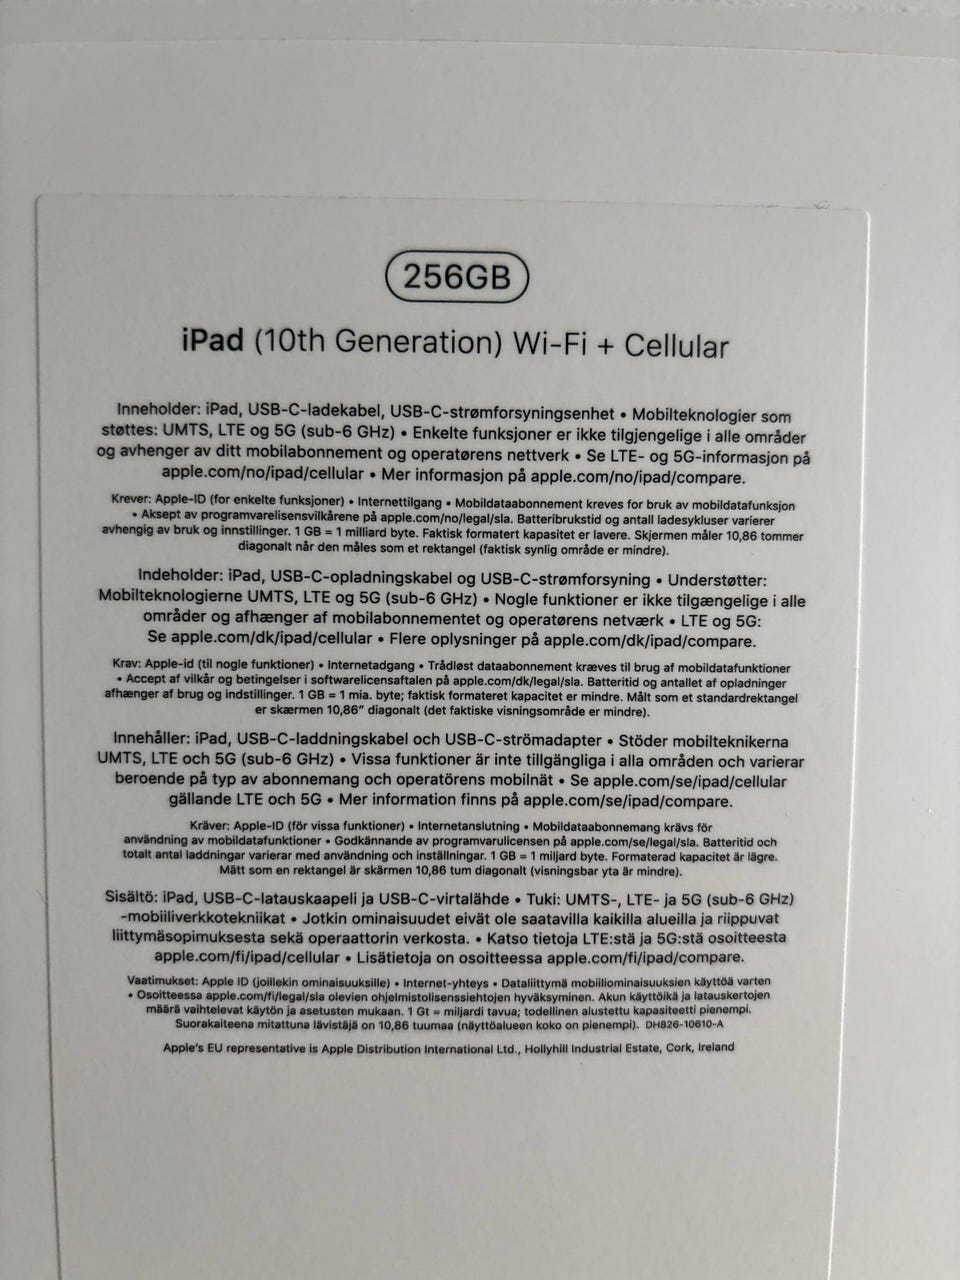 256GB
iPad (10th Generation) Wi-Fi + Cellular
Inneholder: iPad, USB-C-ladekabel, USB-C-strømforsyningsenhet • Mobilteknologier som
støttes: UMTS, LTE og 5G (sub-6 GHz) • Enkelte funksjoner er ikke tilgjengelige i alle områder
og avhenger av ditt mobilabonnement og operatørens nettverk • Se LTE- og 5G-informasjon på
apple.com/no/ipad/cellular • Mer informasjon på apple.com/no/ipad/compare.
Krever: Apple-ID (for enkelte funksjoner) • Internettilgang • Mobildataabonnement kreves for bruk av mobildatafunksjon
• Aksept av programvarelisensvilkårene på apple.com/no/legal/sla. Batteribrukstid og antall ladesykluser varierer
avhengig av bruk og innstillinger. 1 GB = 1 milliard byte. Faktisk formatert kapasitet er lavere. Skjermen måler 10,86 tommer
diagonalt når den måles som et rektangel (faktisk synlig område er mindre).
Indeholder: iPad, USB-C-opladningskabel og USB-C-strømforsyning • Understøtter:
Mobilteknologierne UMTS, LTE og 5G (sub-6 GHz) • Nogle funktioner er ikke tilgængelige i alle
områder og afhænger af mobilabonnementet og operatørens netværk • LTE og 5G:
Se apple.com/dk/ipad/cellular • Flere oplysninger på apple.com/dk/ipad/compare.
Krav: Apple-id (til nogle funktioner) • Internetadgang • Trådløst dataabonnement kræves til brug af mobildatafunktioner
• Accept af vilkår og betingelser i softwarelicensaftalen på apple.com/dk/legal/sla. Batteritid og antallet af opladninger
afhænger af brug og indstillinger. 1 GB = 1 mia. byte; faktisk formateret kapacitet er mindre. Målt som et standardrektangel
er skærmen 10,86" diagonalt (det faktiske visningsområde er mindre).
Innehåller: iPad, USB-C-laddningskabel och USB-C-strömadapter • Stöder mobilteknikerna
UMTS, LTE och 5G (sub-6 GHz) • Vissa funktioner är inte tillgängliga i alla områden och varierar
beroende på typ av abonnemang och operatörens mobilnät • Se apple.com/se/ipad/cellular
gällande LTE och 5G • Mer information finns på apple.com/se/ipad/compare.
Kräver: Apple-ID (för vissa funktioner) • Internetanslutning • Mobildataabonnemang krävs för
användning av mobildatafunktioner • Godkännande av programvarulicensen på apple.com/se/legal/sla. Batteritid och
totalt antal laddningar varierar med användning och inställningar. 1 GB = 1 miljard byte. Formaterad kapacitet är lägre.
Mätt som en rektangel är skärmen 10,86 tum diagonalt (visningsbar yta är mindre).
Sisältö: iPad, USB-C-latauskaapeli ja USB-C-virtalähde • Tuki: UMTS-, LTE- ja 5G (sub-6 GHz)
-mobiiliverkkotekniikat • Jotkin ominaisuudet eivät ole saatavilla kaikilla alueilla ja riippuvat
liittymäsopimuksesta sekä operaattorin verkosta. • Katso tietoja LTE:stä ja 5G:stä osoitteesta
apple.com/fi/ipad/cellular • Lisätietoja on osoitteessa apple.com/fi/ipad/compare.
Vaatimukset: Apple ID (joillekin ominaisuuksille) • Internet-yhteys • Dataliittymä mobiiliominaisuuksien käyttöä varten
• Osoitteessa apple.com/fi/legal/sla olevien ohjelmistolisenssiehtojen hyväksyminen. Akun käyttöikä ja latauskertojen
määrä vaihtelevat käytön ja asetusten mukaan. 1 Gt = miljardi tavua; todellinen alustettu kapasiteetti pienempi.
Suorakaiteena mitattuna lävistäjä on 10,86 tuumaa (näyttöalueen koko on pienempi). DH826-10610-A
Apple's EU representative is Apple Distribution International Ltd., Hollyhill Industrial Estate, Cork, Ireland